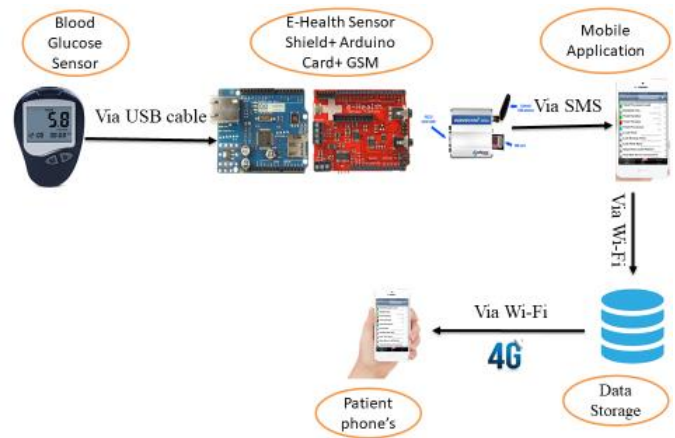 Blood
Glucose
Sensor
E-Health Sensor
Shield+ Arduino
Card+ GSM
Mobile
Application
5.8
Via USB cable
e-Health
Via SMS
Via Wi-Fi
Via Wi-Fi
4G
Patient
phone's
Data
Storage